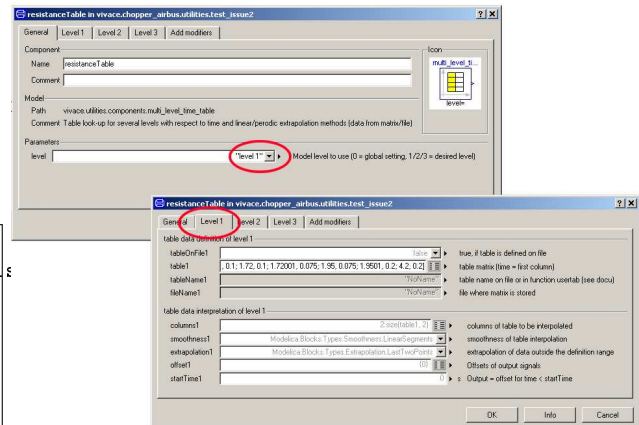 resistanceTable in vivace.chopper_airbus.utilities.test_issue2
General Level 1 Level 2 Level 3 Add modifiers
Component
Name resistanceTable
Comment
Icon
multi_level_ti...
level=
Model
Path vivace.utilities.components.multi_level_time_table
Comment Table look-up for several levels with respect to time and linear/perodic extrapolation methods (data from matrix/file)
Parameters
level "level 1" Model level to use (0 = global setting, 1/2/3 = desired level)
s
resistanceTable in vivace.chopper_airbus.utilities.test_issue2
General Level 1 Level 2 Level 3 Add modifiers
table data definition of level 1
tableOnFile1 false true, if table is defined on file
table1 , 0.1; 1.72, 0.1; 1.72001, 0.075; 1.95, 0.075; 1.9501, 0.2; 4.2, 0.2] table matrix (time = first column)
tableName1 "NoName" table name on file or in function usertab (see docu)
fileName1 "NoName" file where matrix is stored
table data interpretation of level 1
columns1 2:size(table1, 2) columns of table to be interpolated
smoothness1 Modelica.Blocks.Types.Smoothness.LinearSegments smoothness of table interpolation
extrapolation1 Modelica.Blocks.Types.Extrapolation.LastTwoPoints extrapolation of data outside the definition range
offset1 {0} Offsets of output signals
startTime1 0 s Output = offset for time < startTime
OK Info Cancel